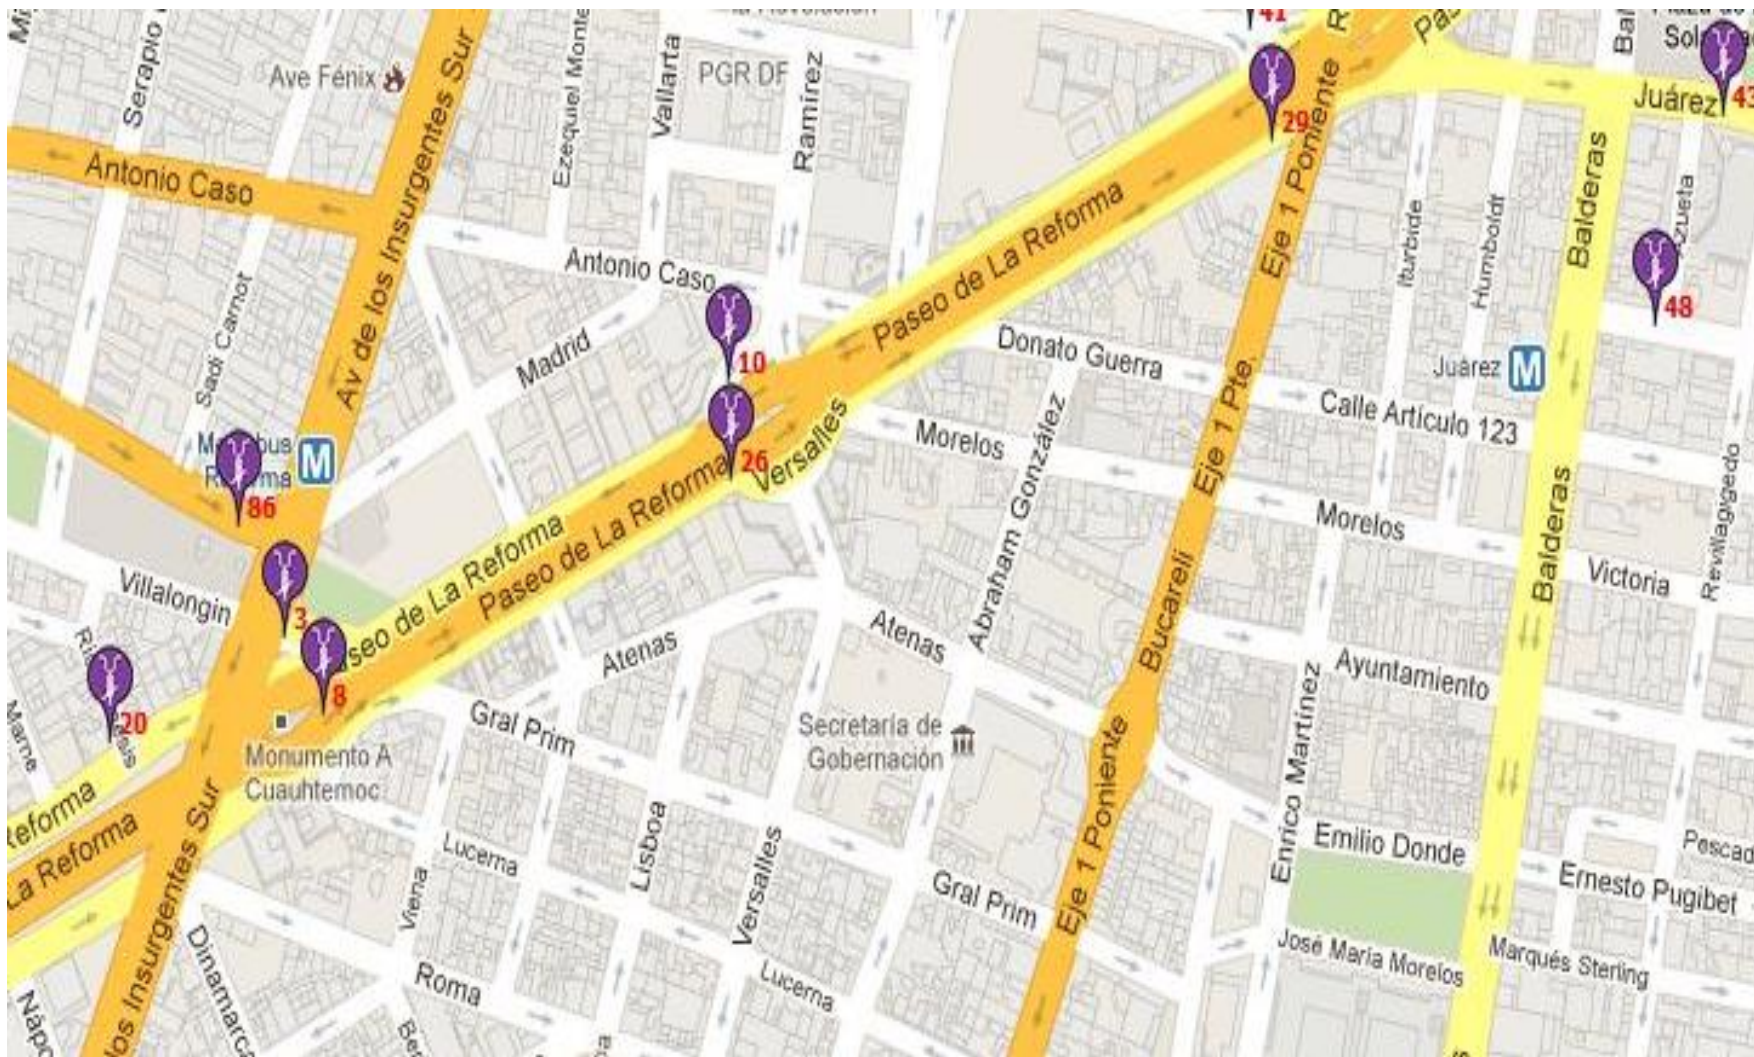 41
Serapio
Ave Fénix
Av de los Insurgentes Sur
Ezequiel Monte
Vallarta
PGR DF
Ramírez
29
Eje 1 Poniente
Juárez
43
Balderas
Antonio Caso
Antonio Caso
Paseo de La Reforma
Iturbide
Humboldt
Azueta
48
Sadi Carnot
Madrid
10
Donato Guerra
Eje 1 Pte.
Juárez
M
Calle Artículo 123
M
86
26
Versalles
Morelos
Abraham González
Morelos
Balderas
Revillagigedo
Victoria
Paseo de La Reforma
Paseo de La Reforma
Villalongin
3
8
20
Marne
Atenas
Atenas
Bucareli
Ayuntamiento
Enrico Martínez
Monumento A
Cuauhtemoc
Gral Prim
Secretaría de
Gobernación
Eje 1 Poniente
Reforma
La Reforma
Lucerna
Lisboa
Viena
Versalles
Gral Prim
Emilio Donde
Pescad
Ernesto Pugibet
los Insurgentes Sur
Dinamarca
Roma
Lucerna
José María Morelos
Marqués Sterling
Nápo